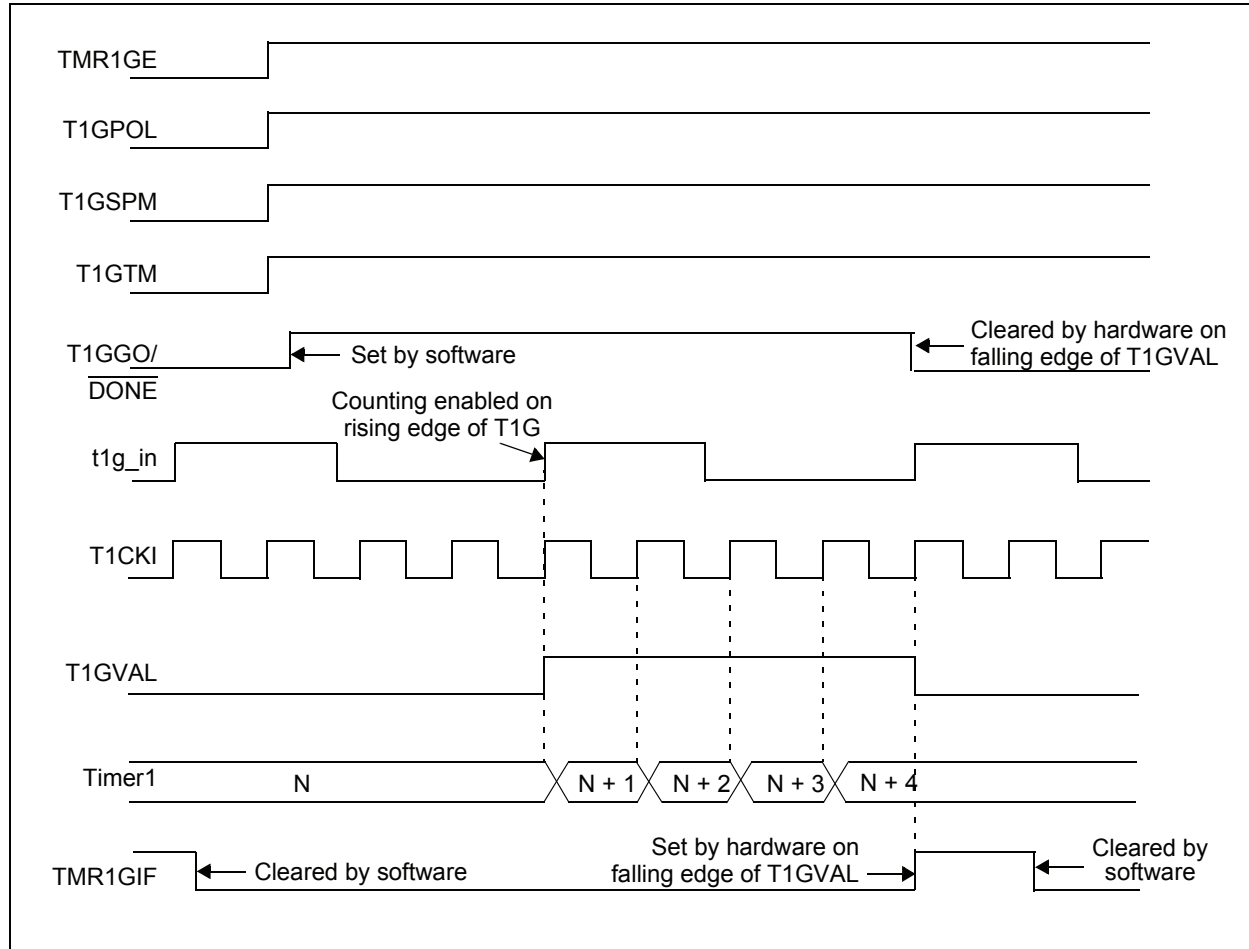 TMR1GE
T1GPOL
T1GSPM
T1GTM
T1GGO/
DONE
Set by software
Cleared by hardware on
falling edge of T1GVAL
Counting enabled on
rising edge of T1G
t1g_in
T1CKI
T1GVAL
Timer1
N
N + 1
N + 2
N + 3
N + 4
TMR1GIF
Cleared by software
Set by hardware on
falling edge of T1GVAL
Cleared by
software